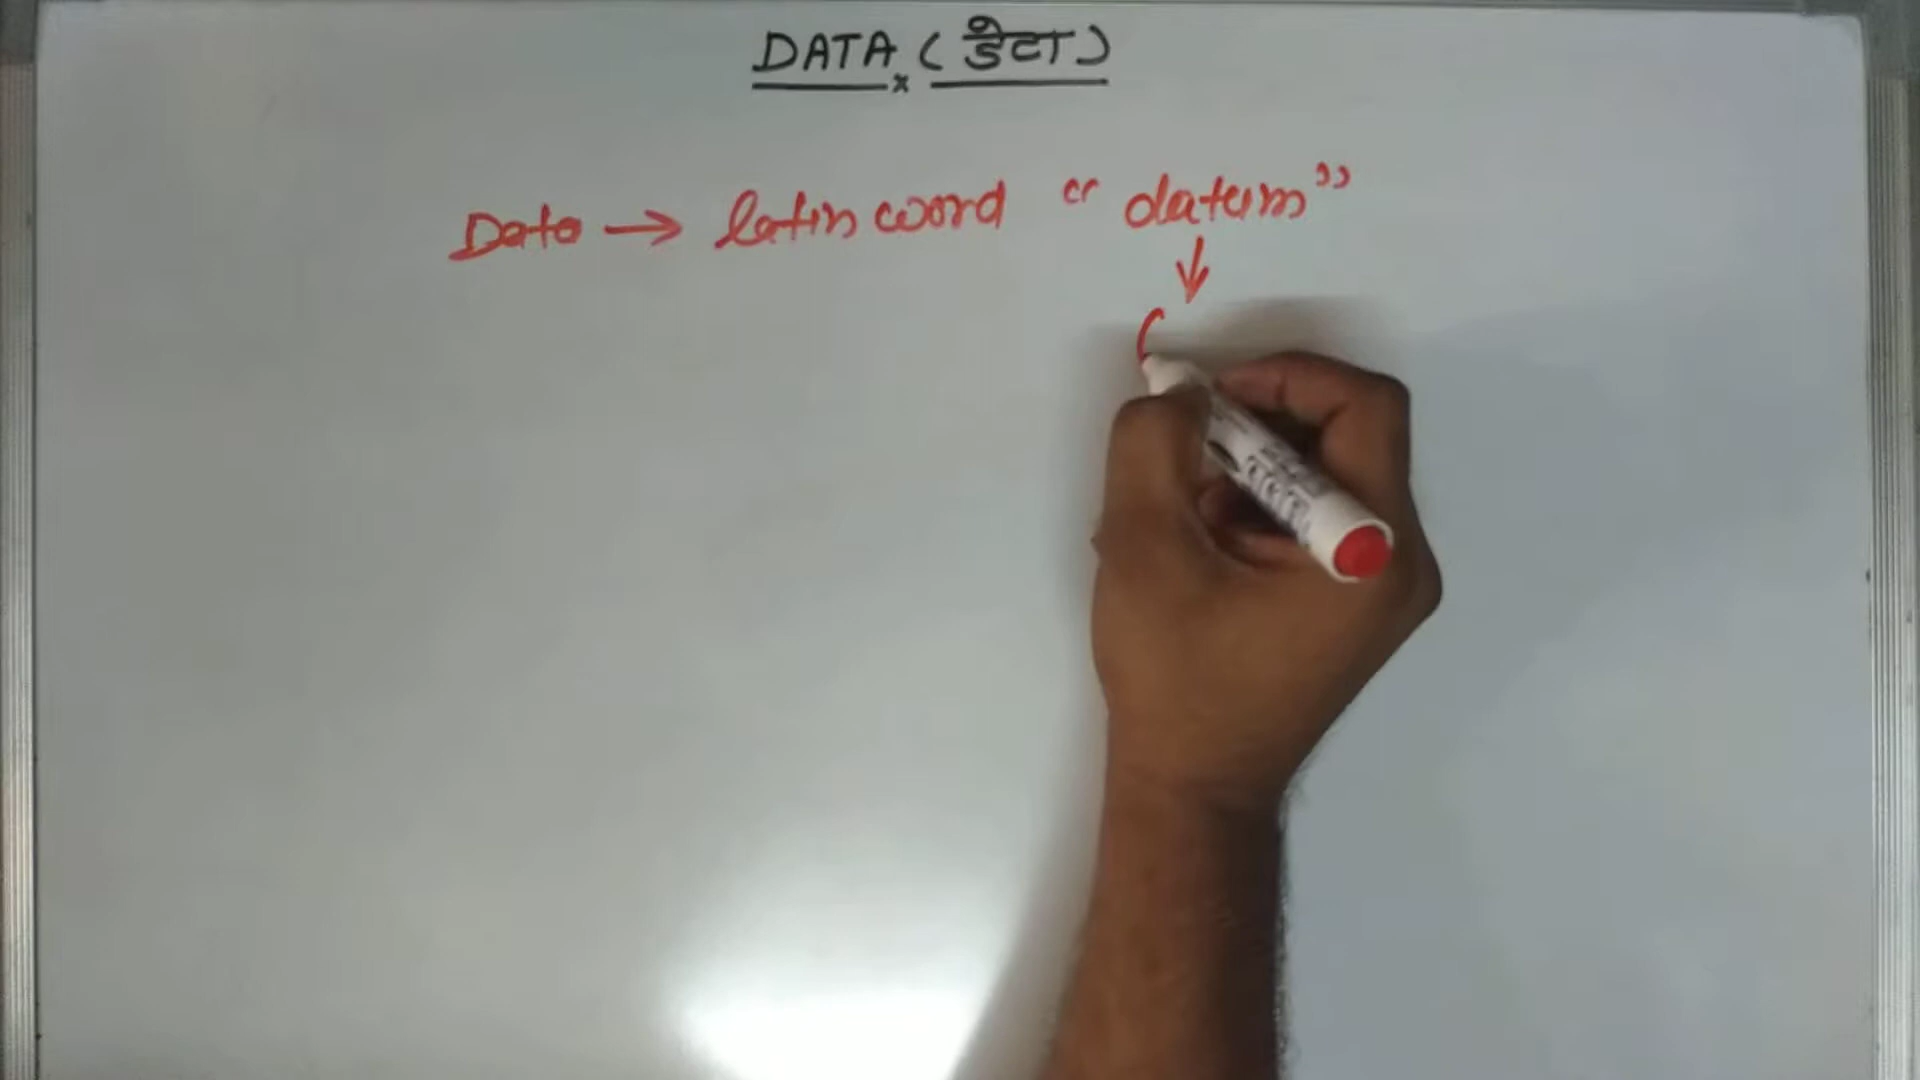 DATA (डेटा)
Data → latin word “datum”
↓
(